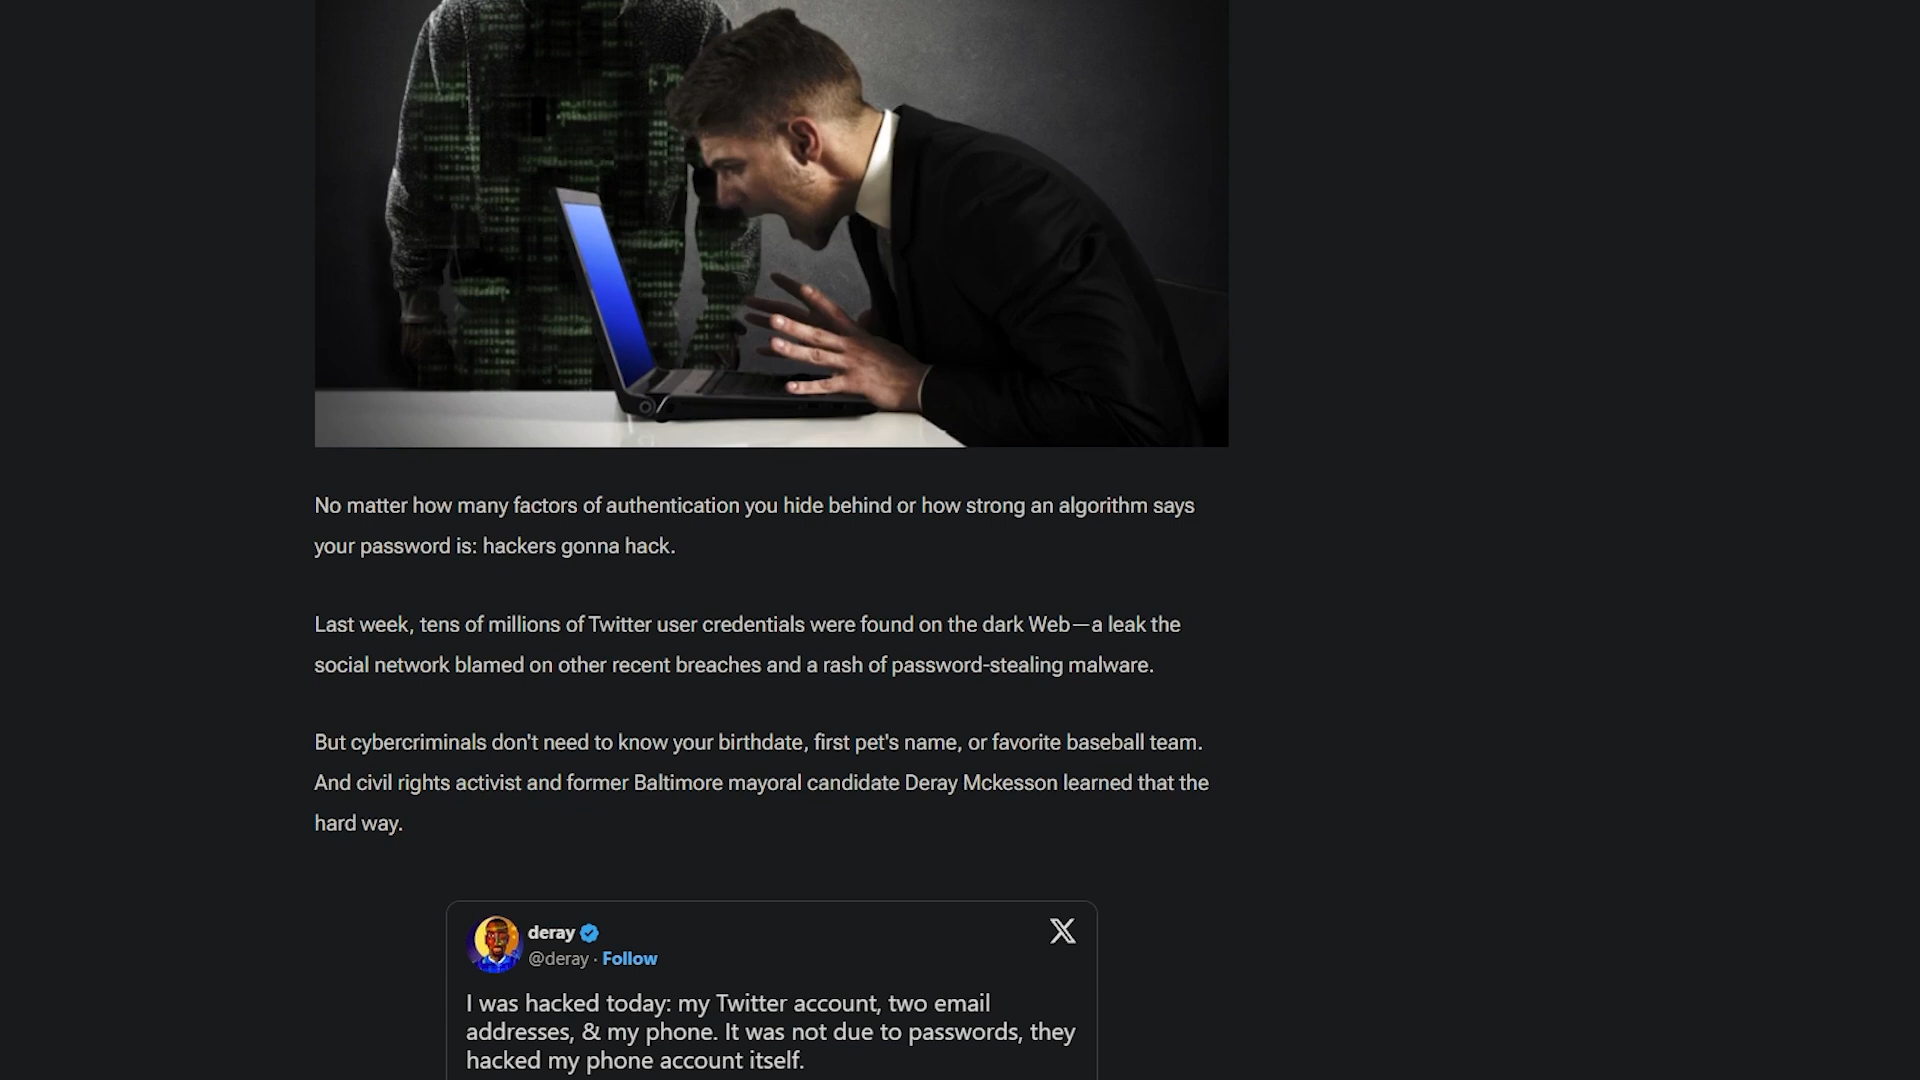 No matter how many factors of authentication you hide behind or how strong an algorithm says
your password is: hackers gonna hack.
Last week, tens of millions of Twitter user credentials were found on the dark Web—a leak the
social network blamed on other recent breaches and a rash of password-stealing malware.
But cybercriminals don't need to know your birthdate, first pet's name, or favorite baseball team.
And civil rights activist and former Baltimore mayoral candidate Deray Mckesson learned that the
hard way.
deray
@deray · Follow
I was hacked today: my Twitter account, two email
addresses, & my phone. It was not due to passwords, they
hacked my phone account itself.